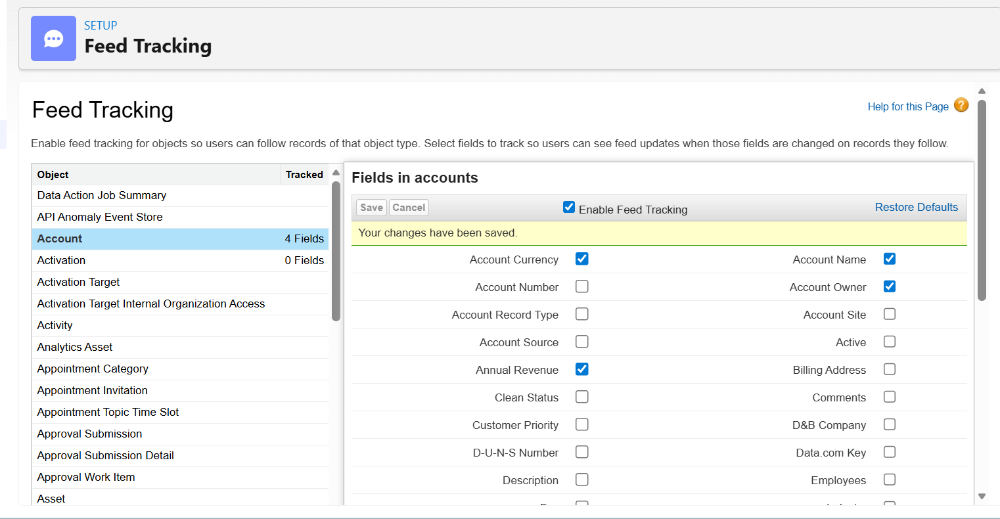 SETUP
Feed Tracking
Feed Tracking
Help for this Page ?
Enable feed tracking for objects so users can follow records of that object type. Select fields to track so users can see feed updates when those fields are changed on records they follow.
Object Tracked
Data Action Job Summary
API Anomaly Event Store
Account 4 Fields
Activation 0 Fields
Activation Target
Activation Target Internal Organization Access
Activity
Analytics Asset
Appointment Category
Appointment Invitation
Appointment Topic Time Slot
Approval Submission
Approval Submission Detail
Approval Work Item
Asset
Fields in accounts
Save Cancel Enable Feed Tracking Restore Defaults
Your changes have been saved.
Account Currency Account Name
Account Number Account Owner
Account Record Type Account Site
Account Source Active
Annual Revenue Billing Address
Clean Status Comments
Customer Priority D&B Company
D-U-N-S Number Data.com Key
Description Employees